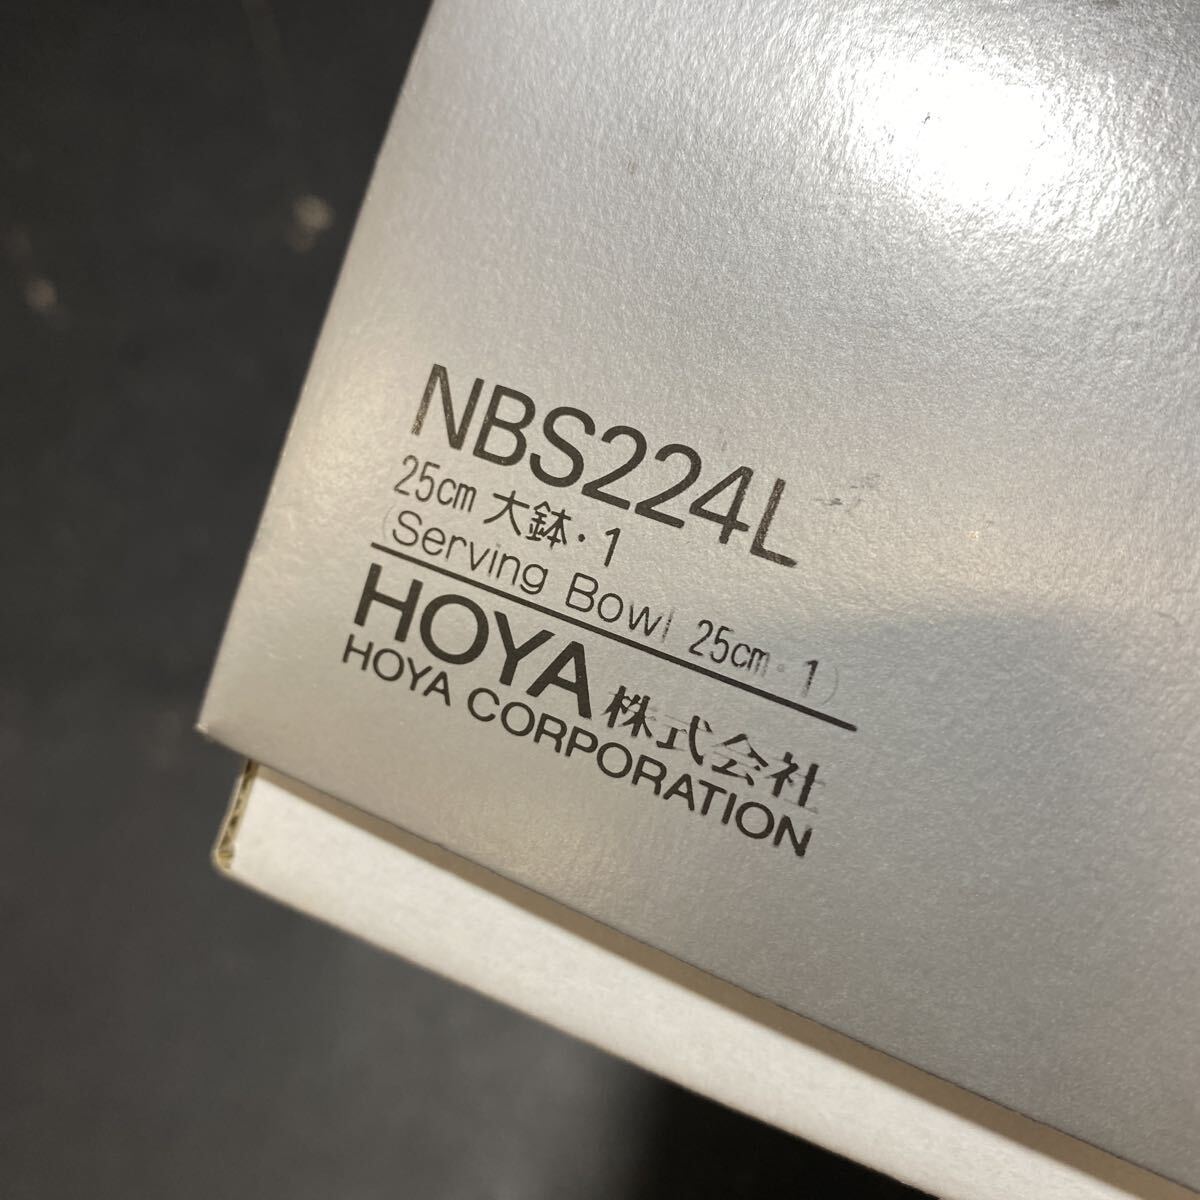 NBS224L
25cm 大鉢・1
(Serving Bowl 25cm・1)
HOYA株式会社
HOYA CORPORATION